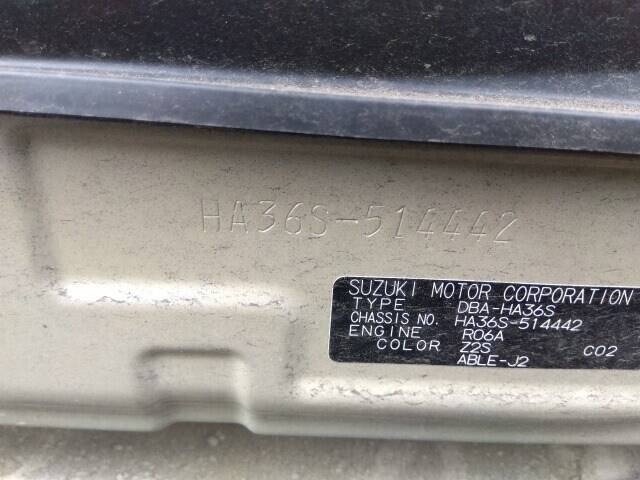 HA36S-514442
SUZUKI MOTOR CORPORATION
TYPE DBA-HA36S
CHASSIS NO. HA36S-514442
ENGINE R06A
COLOR Z2S C02
ABLE-J2